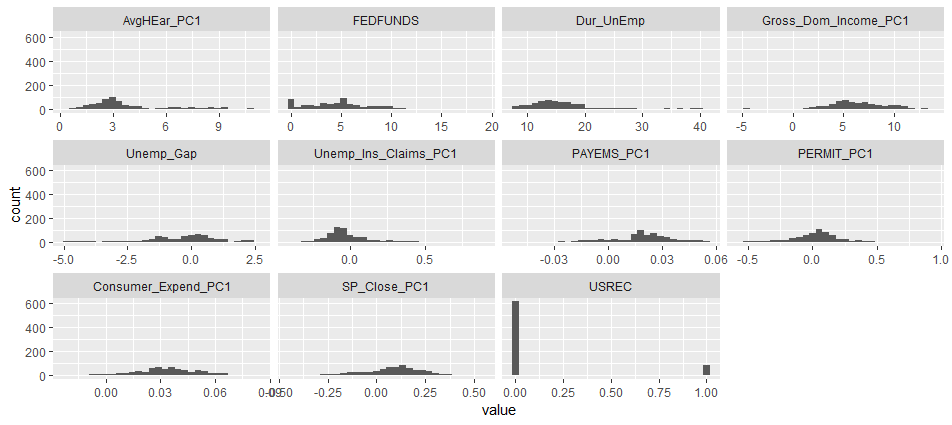 AvgHEar_PC1 FEDFUNDS Dur_UnEmp Gross_Dom_Income_PC1
600
400
200
0
0 3 6 9 0 5 10 15 20 10 20 30 40 -5 0 5 10
Unemp_Gap Unemp_Ins_Claims_PC1 PAYEMS_PC1 PERMIT_PC1
600
400
200
0
-5.0 -2.5 0.0 2.5 0.0 0.5 -0.03 0.00 0.03 0.06 -0.5 0.0 0.5 1.0
Consumer_Expend_PC1 SP_Close_PC1 USREC
600
400
200
0
0.00 0.03 0.06 0.09 -0.50 -0.25 0.00 0.25 0.50 0.00 0.25 0.50 0.75 1.00
count
value